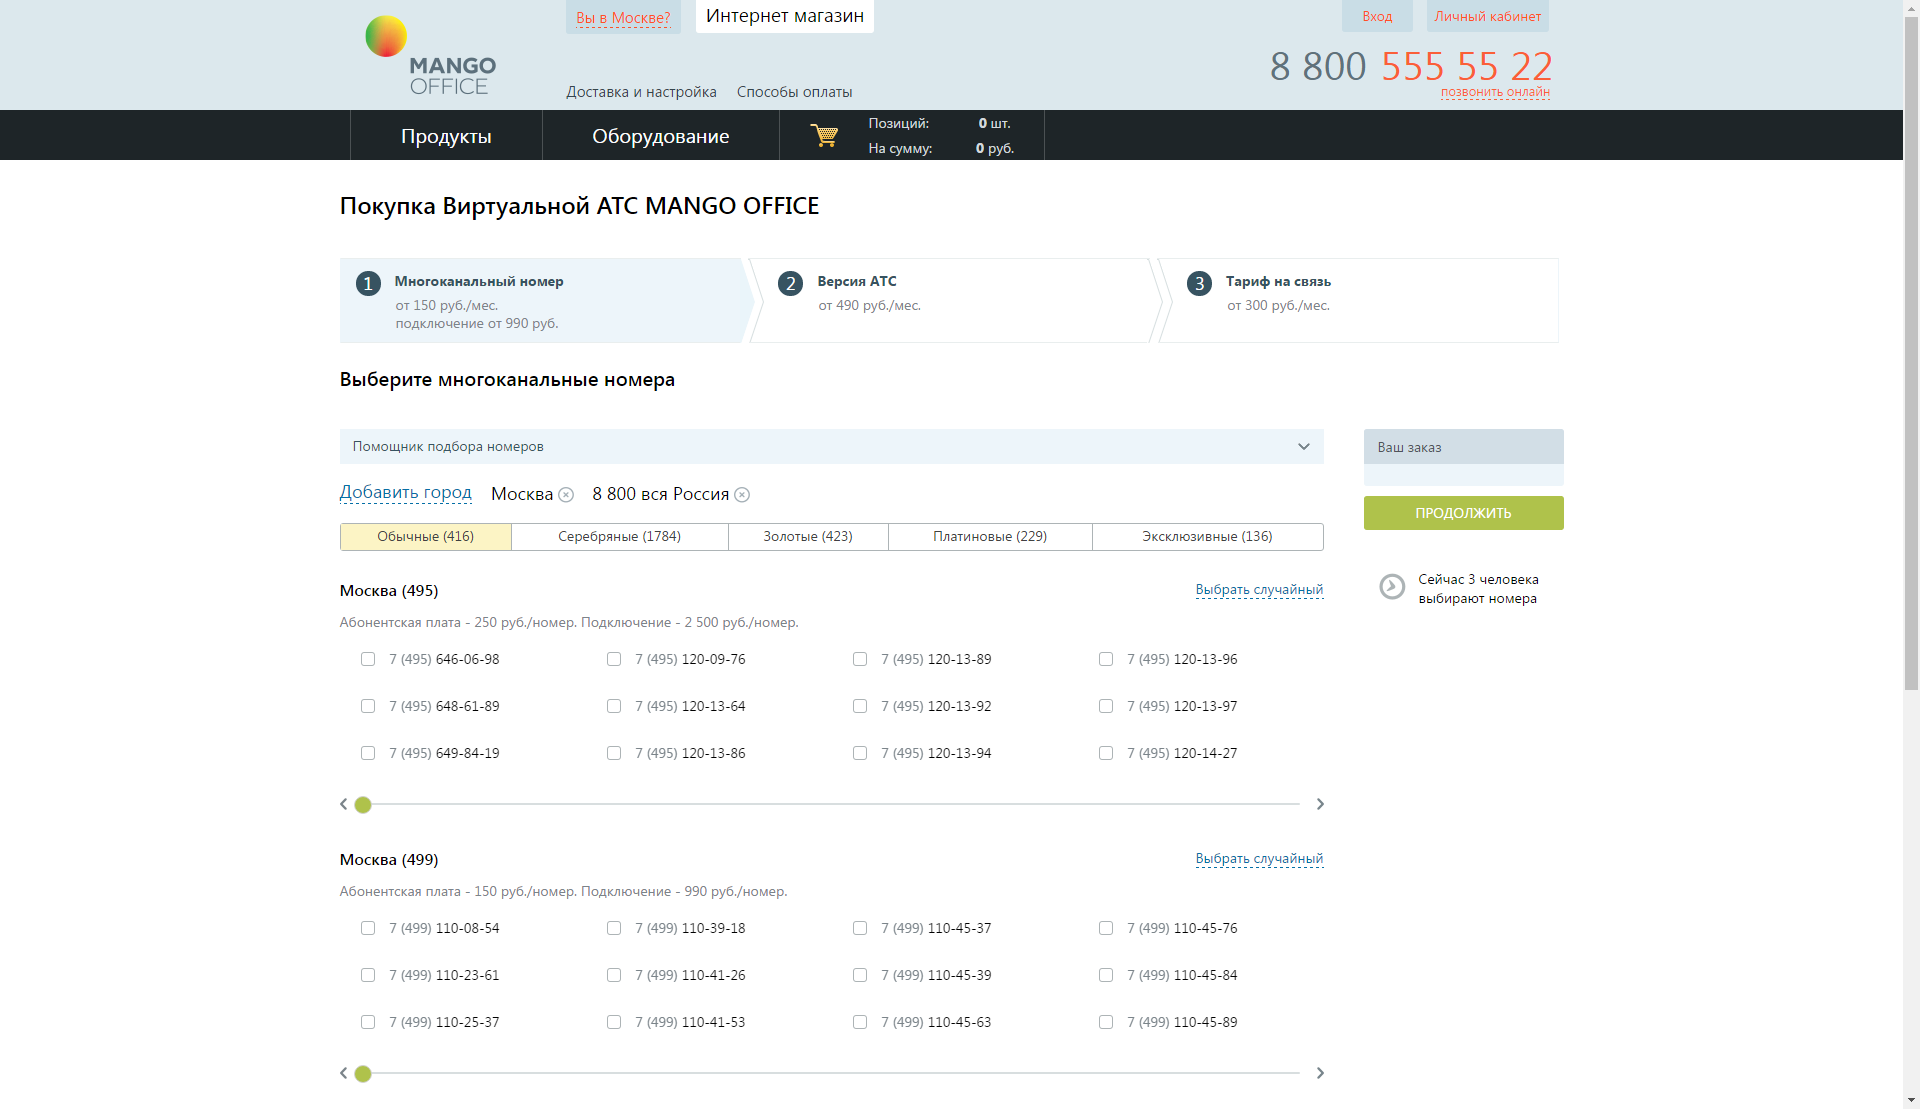 Вы в Москве?
Интернет магазин
Вход
Личный кабинет
MANGO
OFFICE
8 800 555 55 22
позвонить онлайн
Доставка и настройка
Способы оплаты
Продукты
Оборудование
Позиций: 0 шт.
На сумму: 0 руб.
Покупка Виртуальной АТС MANGO OFFICE
1 Многоканальный номер
от 150 руб./мес.
подключение от 990 руб.
2 Версия АТС
от 490 руб./мес.
3 Тариф на связь
от 300 руб./мес.
Выберите многоканальные номера
Помощник подбора номеров
Ваш заказ
Добавить город Москва 8 800 вся Россия
ПРОДОЛЖИТЬ
Обычные (416) Серебряные (1784) Золотые (423) Платиновые (229) Эксклюзивные (136)
Сейчас 3 человека
выбирают номера
Москва (495)
Выбрать случайный
Абонентская плата - 250 руб./номер. Подключение - 2 500 руб./номер.
7 (495) 646-06-98 7 (495) 120-09-76 7 (495) 120-13-89 7 (495) 120-13-96
7 (495) 648-61-89 7 (495) 120-13-64 7 (495) 120-13-92 7 (495) 120-13-97
7 (495) 649-84-19 7 (495) 120-13-86 7 (495) 120-13-94 7 (495) 120-14-27
Москва (499)
Выбрать случайный
Абонентская плата - 150 руб./номер. Подключение - 990 руб./номер.
7 (499) 110-08-54 7 (499) 110-39-18 7 (499) 110-45-37 7 (499) 110-45-76
7 (499) 110-23-61 7 (499) 110-41-26 7 (499) 110-45-39 7 (499) 110-45-84
7 (499) 110-25-37 7 (499) 110-41-53 7 (499) 110-45-63 7 (499) 110-45-89